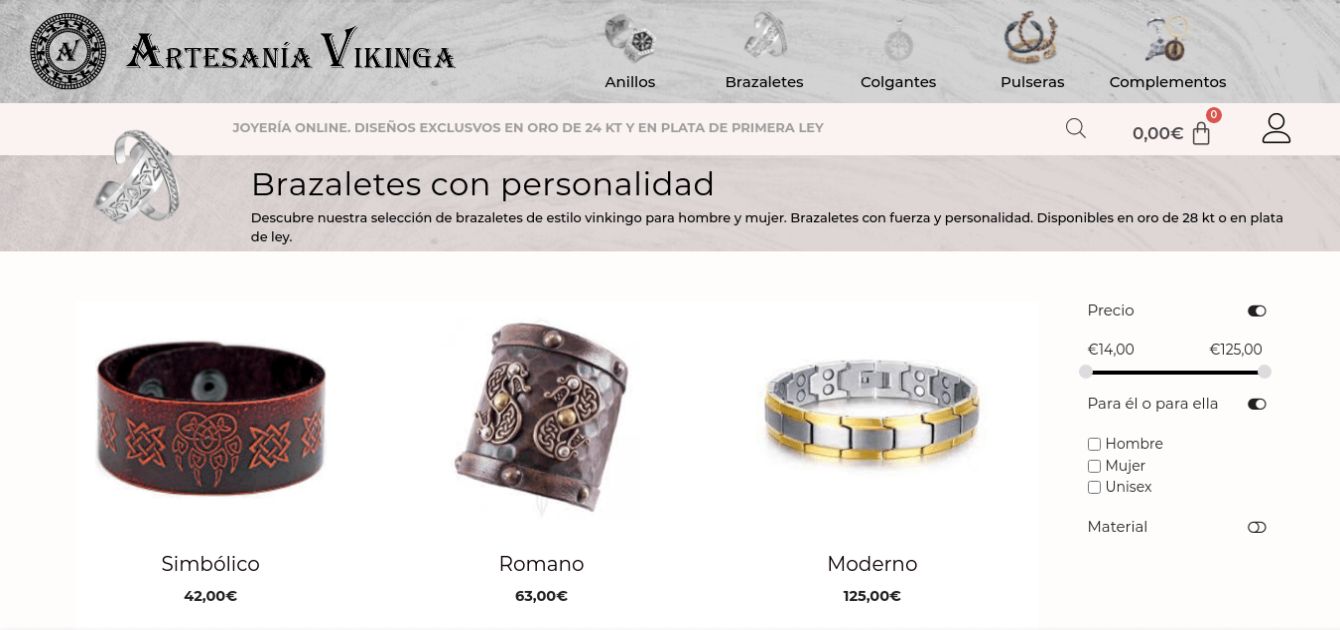 AV ARTESANÍA VIKINGA
Anillos Brazaletes Colgantes Pulseras Complementos
JOYERÍA ONLINE. DISEÑOS EXCLUSVOS EN ORO DE 24 KT Y EN PLATA DE PRIMERA LEY
0,00€ 0
Brazaletes con personalidad
Descubre nuestra selección de brazaletes de estilo vinkingo para hombre y mujer. Brazaletes con fuerza y personalidad. Disponibles en oro de 28 kt o en plata
de ley.
Precio
€14,00 €125,00
Para él o para ella
Hombre
Mujer
Unisex
Material
Simbólico Romano Moderno
42,00€ 63,00€ 125,00€